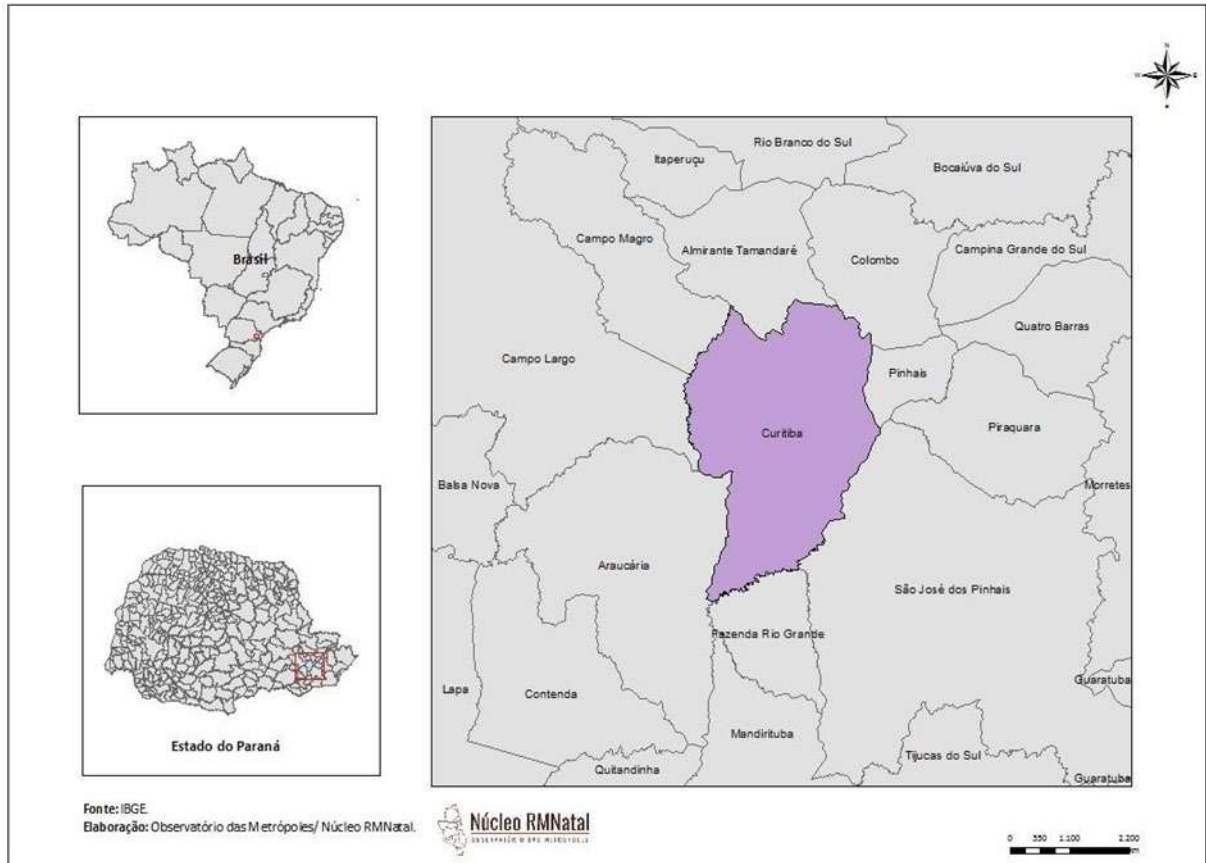 N
Brasil
Estado do Paraná
Itaperuçu
Rio Branco do Sul
Bocaiúva do Sul
Campo Magro
Almirante Tamandaré
Colombo
Campina Grande do Sul
Quatro Barras
Campo Largo
Pinhais
Piraquara
Curitiba
Balsa Nova
Morretes
Araucária
São José dos Pinhais
Fazenda Rio Grande
Lapa
Contenda
Guaratuba
Mandirituba
Tijucas do Sul
Quitandinha
Guaratuba
Fonte: IBGE.
Elaboração: Observatório das Metrópoles/ Núcleo RMNatal.
Núcleo RMNatal
OBSERVATÓRIO DAS METRÓPOLES
0 550 1.100 2.200